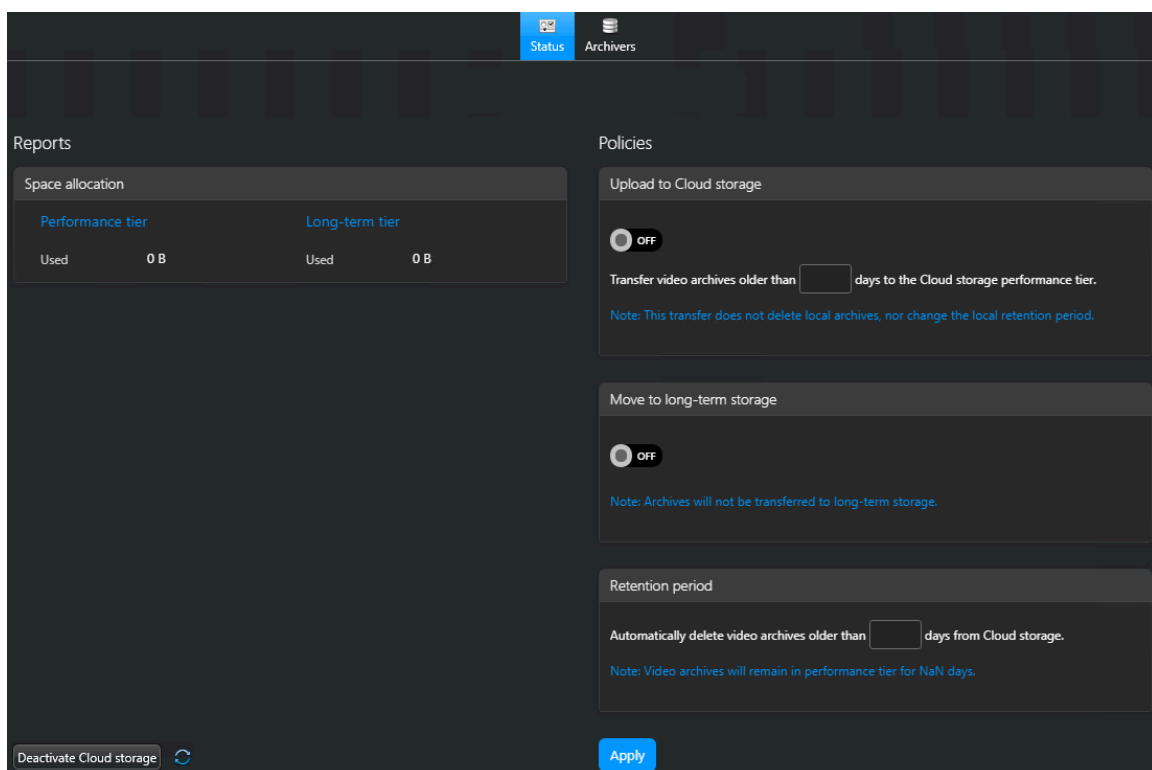 Status
Archivers
Reports
Space allocation
Performance tier
Long-term tier
Used 0 B
Used 0 B
Policies
Upload to Cloud storage
OFF
Transfer video archives older than days to the Cloud storage performance tier.
Note: This transfer does not delete local archives, nor change the local retention period.
Move to long-term storage
OFF
Note: Archives will not be transferred to long-term storage.
Retention period
Automatically delete video archives older than days from Cloud storage.
Note: Video archives will remain in performance tier for NaN days.
Deactivate Cloud storage
Apply